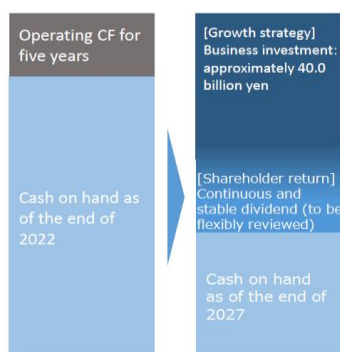 Operating CF for
five years
Cash on hand as
of the end of
2022
[Growth strategy]
Business investment:
approximately 40.0
billion yen
[Shareholder return]
Continuous and
stable dividend (to be
flexibly reviewed)
Cash on hand
as of the end of
2027